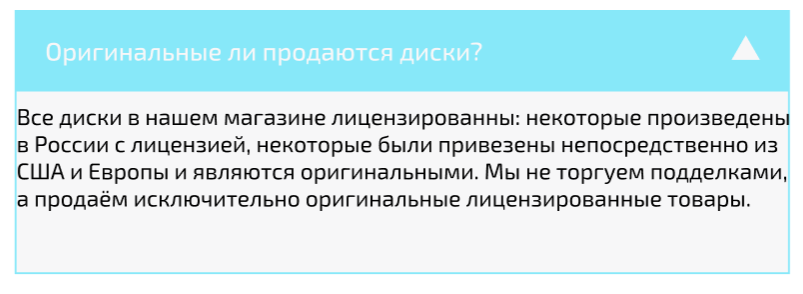 Оригинальные ли продаются диски?
Все диски в нашем магазине лицензированны: некоторые произведены
в России с лицензией, некоторые были привезены непосредственно из
США и Европы и являются оригинальными. Мы не торгуем подделками,
а продаём исключительно оригинальные лицензированные товары.